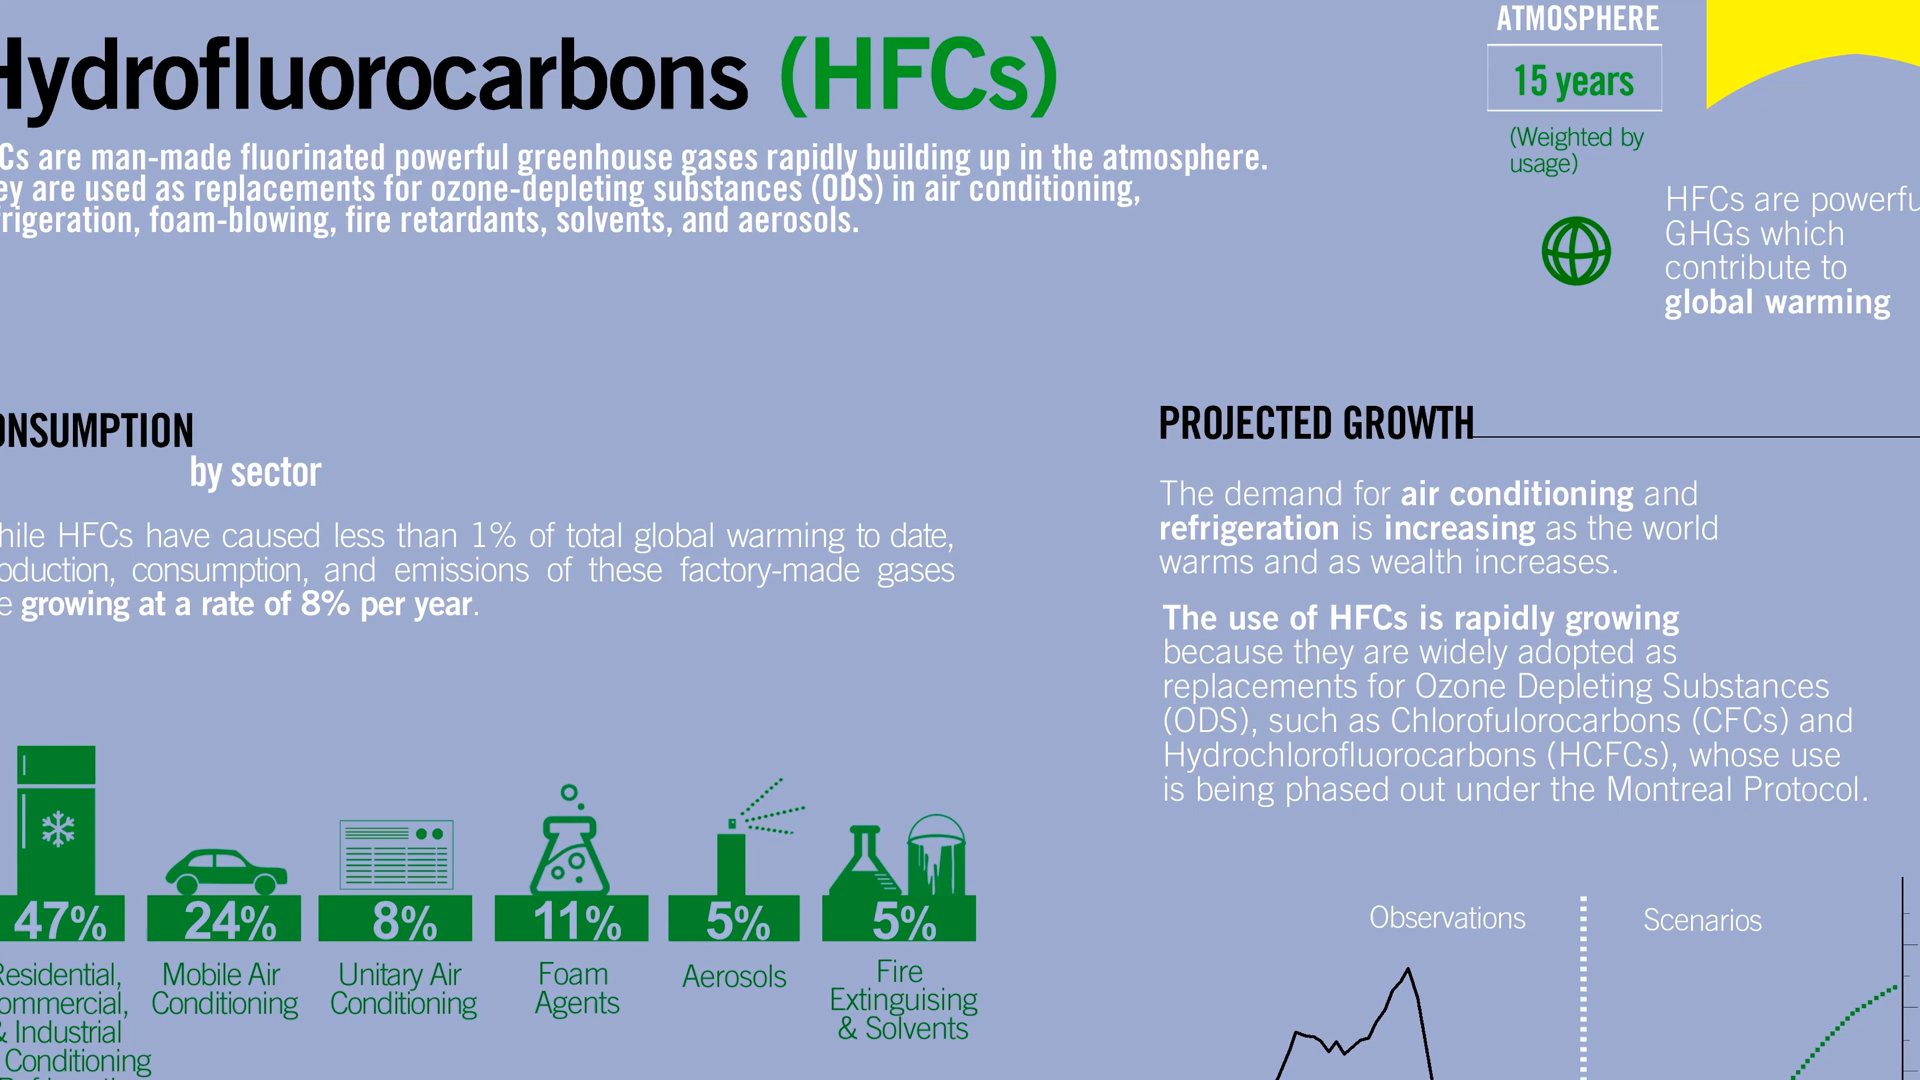 Hydrofluorocarbons (HFCs)
are man-made fluorinated powerful greenhouse gases rapidly building up in the atmosphere.
are used as replacements for ozone-depleting substances (ODS) in air conditioning,
foam-blowing, fire retardants, solvents, and aerosols.
ATMOSPHERE
15 years
(Weighted by
usage)
HFCs are powerfu
GHGs which
contribute to
global warming
ONSUMPTION
by sector
hile HFCs have caused less than 1% of total global warming to date,
oduction, consumption, and emissions of these factory-made gases
e growing at a rate of 8% per year.
47%
24%
8%
11%
5%
5%
Residential,
ommercial,
& Industrial
Conditioning
Mobile Air
Conditioning
Unitary Air
Conditioning
Foam
Agents
Aerosols
Fire
Extinguising
& Solvents
PROJECTED GROWTH
The demand for air conditioning and
refrigeration is increasing as the world
warms and as wealth increases.
The use of HFCs is rapidly growing
because they are widely adopted as
replacements for Ozone Depleting Substances
(ODS), such as Chlorofulorocarbons (CFCs) and
Hydrochlorofluorocarbons (HCFCs), whose use
is being phased out under the Montreal Protocol.
Observations
Scenarios